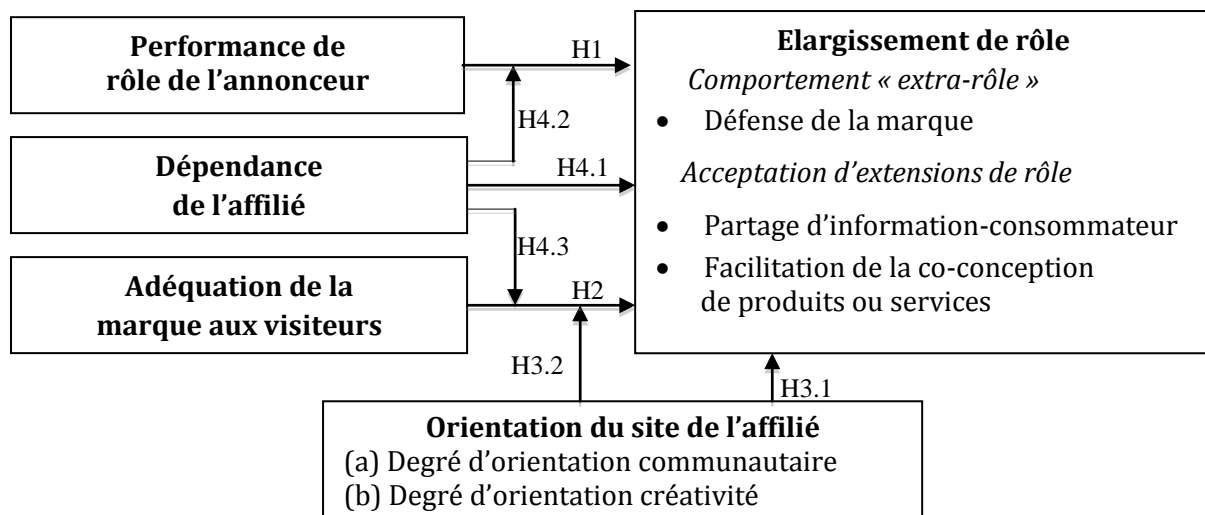 Performance de
rôle de l’annonceur
H1
H4.2
Dépendance
de l’affilié
H4.1
H4.3
Adéquation de la
marque aux visiteurs
H2
Elargissement de rôle
Comportement « extra-rôle »
• Défense de la marque
Acceptation d’extensions de rôle
• Partage d’information-consommateur
• Facilitation de la co-conception
de produits ou services
H3.2
H3.1
Orientation du site de l’affilié
(a) Degré d’orientation communautaire
(b) Degré d’orientation créativité